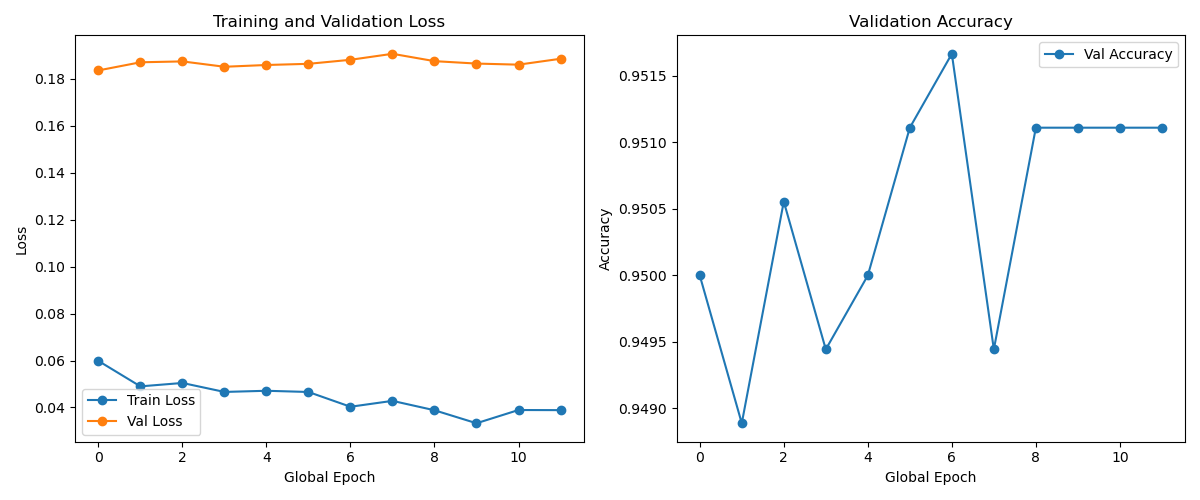 Training and Validation Loss
Loss
0.18
0.16
0.14
0.12
0.10
0.08
0.06
0.04
Train Loss
Val Loss
0 2 4 6 8 10
Global Epoch
Validation Accuracy
Accuracy
0.9515
0.9510
0.9505
0.9500
0.9495
0.9490
Val Accuracy
0 2 4 6 8 10
Global Epoch